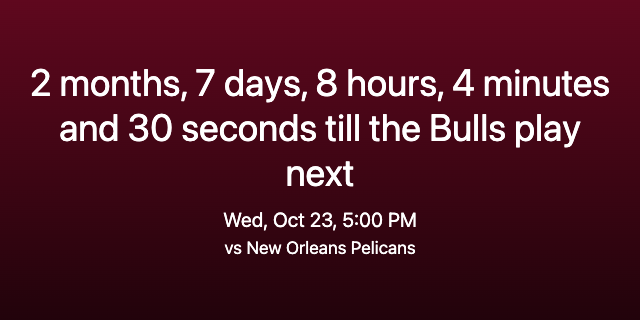 2 months, 7 days, 8 hours, 4 minutes
and 30 seconds till the Bulls play
next
Wed, Oct 23, 5:00 PM
vs New Orleans Pelicans